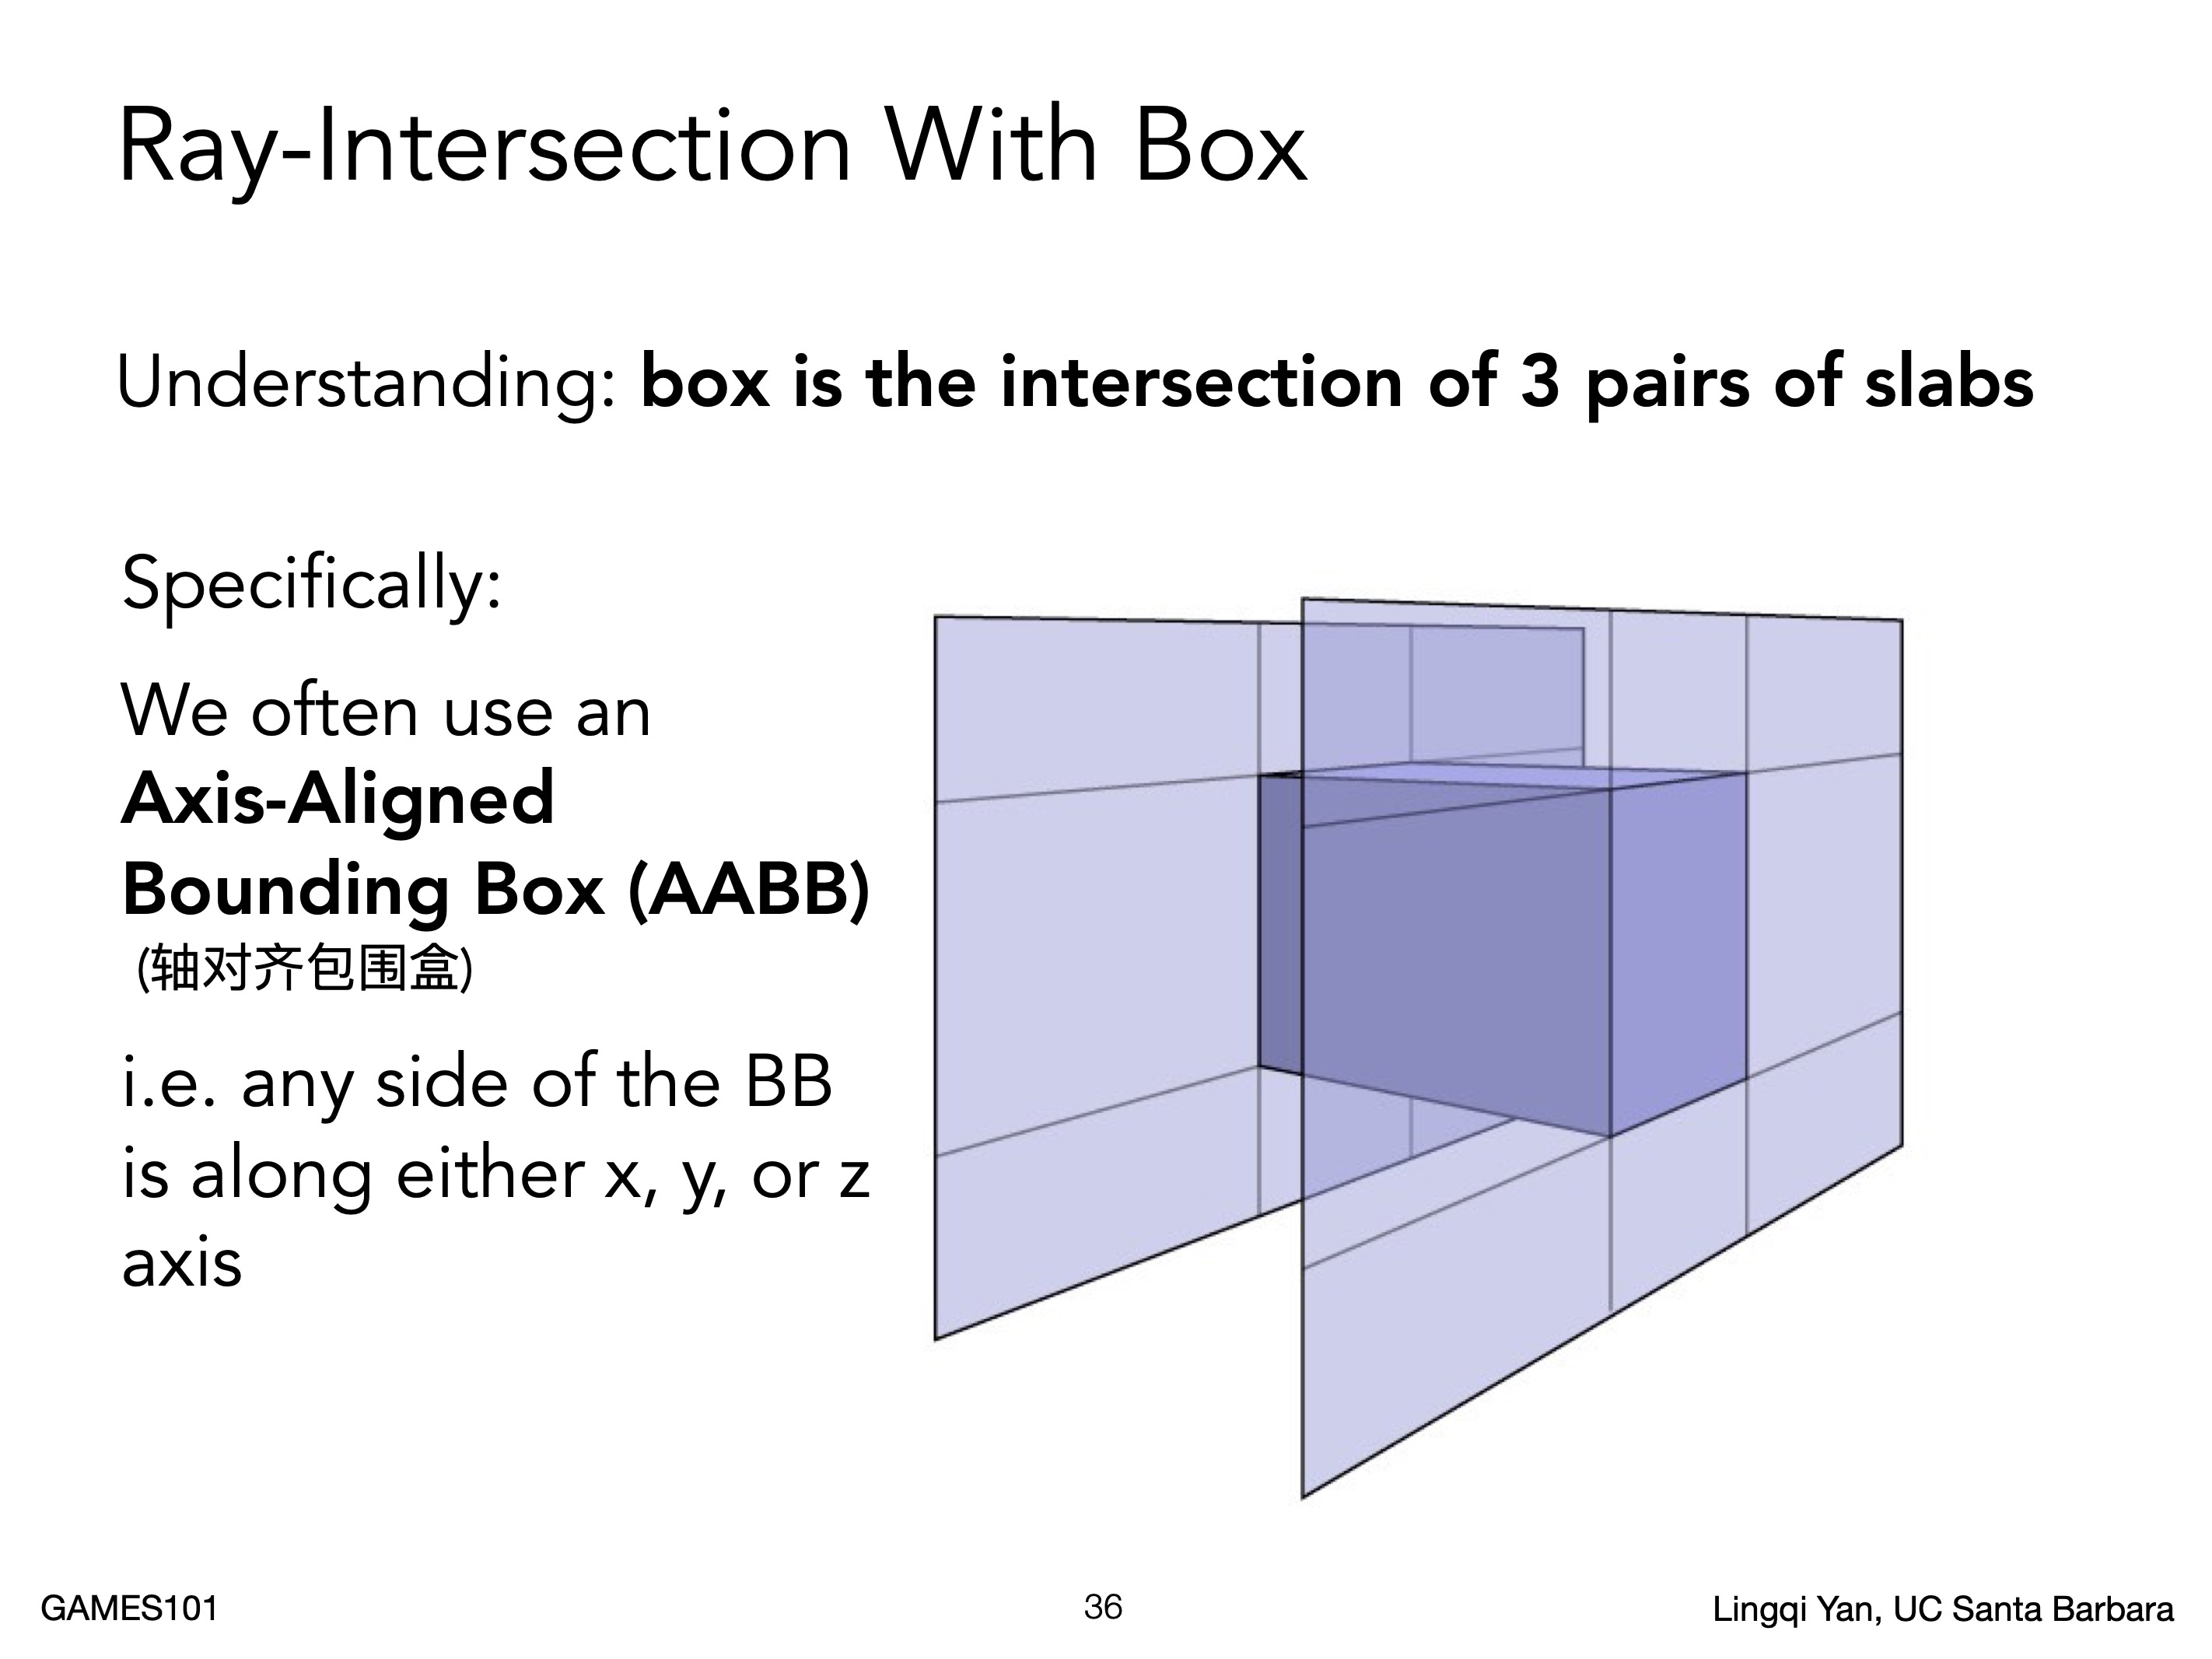 Ray-Intersection With Box
Understanding: box is the intersection of 3 pairs of slabs
Specifically:
We often use an
Axis-Aligned
Bounding Box (AABB)
(轴对齐包围盒)
i.e. any side of the BB
is along either x, y, or z
axis
GAMES101
36
Lingqi Yan, UC Santa Barbara